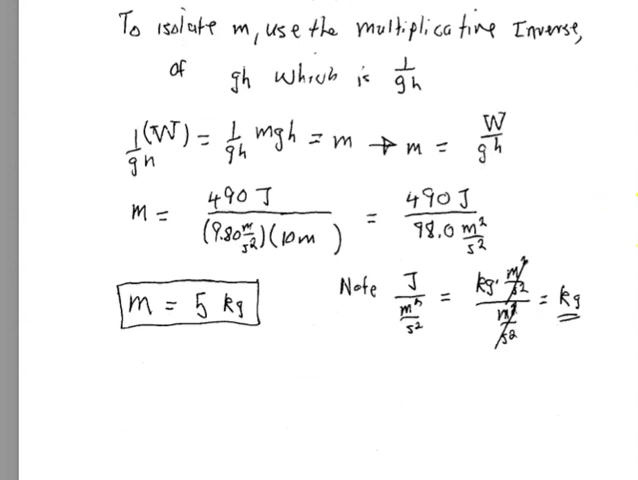 To isolate m, use the multiplicative Inverse,
of gh which is 1/gh
1/gh (W) = 1/gh mgh = m → m = W/gh
m = 490 J / (9.80 m/s²)(10m) = 490 J / 98.0 m²/s²
m = 5 kg
Note J / (m²/s²) = kg·m²/s² / (m²/s²) = kg